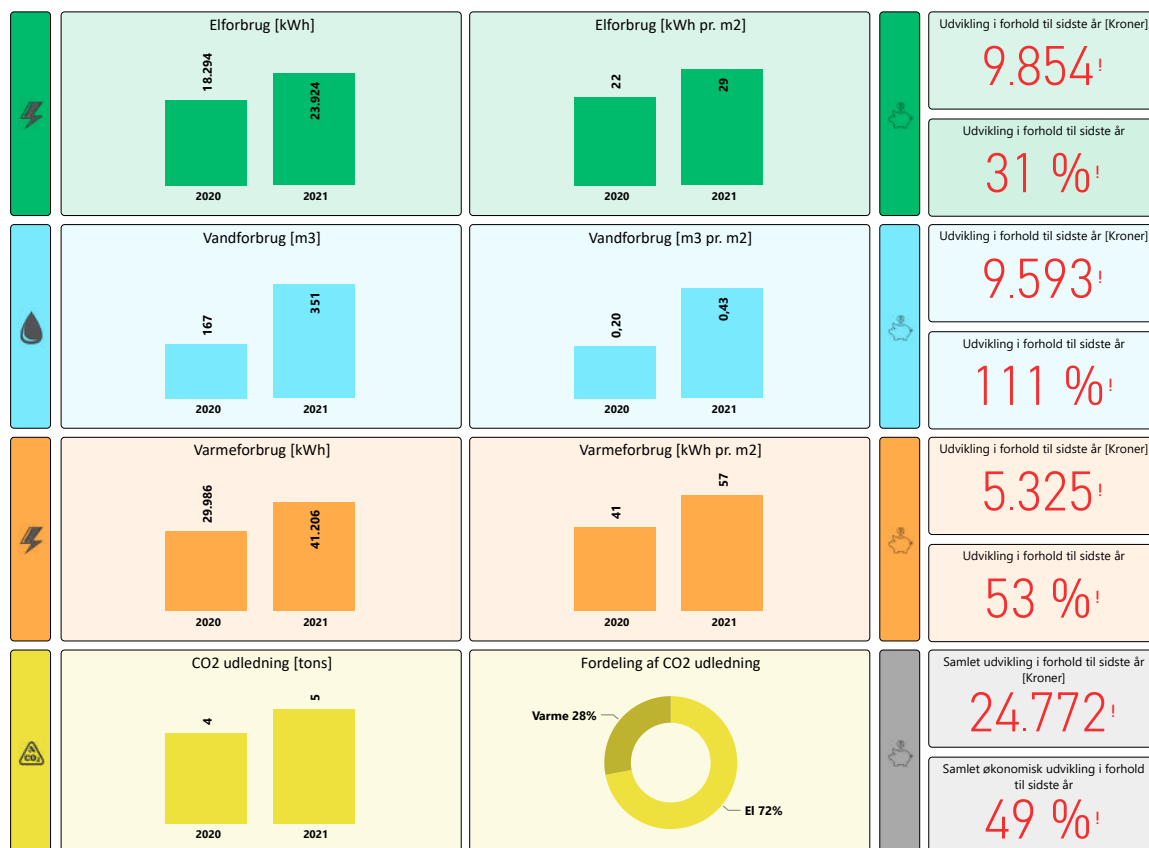 Elforbrug [kWh]
18.294
23.924
2020
2021
Elforbrug [kWh pr. m2]
22
29
2020
2021
Udvikling i forhold til sidste år [Kroner]
9.854!
Udvikling i forhold til sidste år
31 %!
Vandforbrug [m3]
167
351
2020
2021
Vandforbrug [m3 pr. m2]
0,20
0,43
2020
2021
Udvikling i forhold til sidste år [Kroner]
9.593!
Udvikling i forhold til sidste år
111 %!
Varmeforbrug [kWh]
29.986
41.206
2020
2021
Varmeforbrug [kWh pr. m2]
41
57
2020
2021
Udvikling i forhold til sidste år [Kroner]
5.325!
Udvikling i forhold til sidste år
53 %!
CO2
CO2 udledning [tons]
4
5
2020
2021
Fordeling af CO2 udledning
Varme 28%
El 72%
Samlet udvikling i forhold til sidste år
[Kroner]
24.772!
Samlet økonomisk udvikling i forhold
til sidste år
49 %!